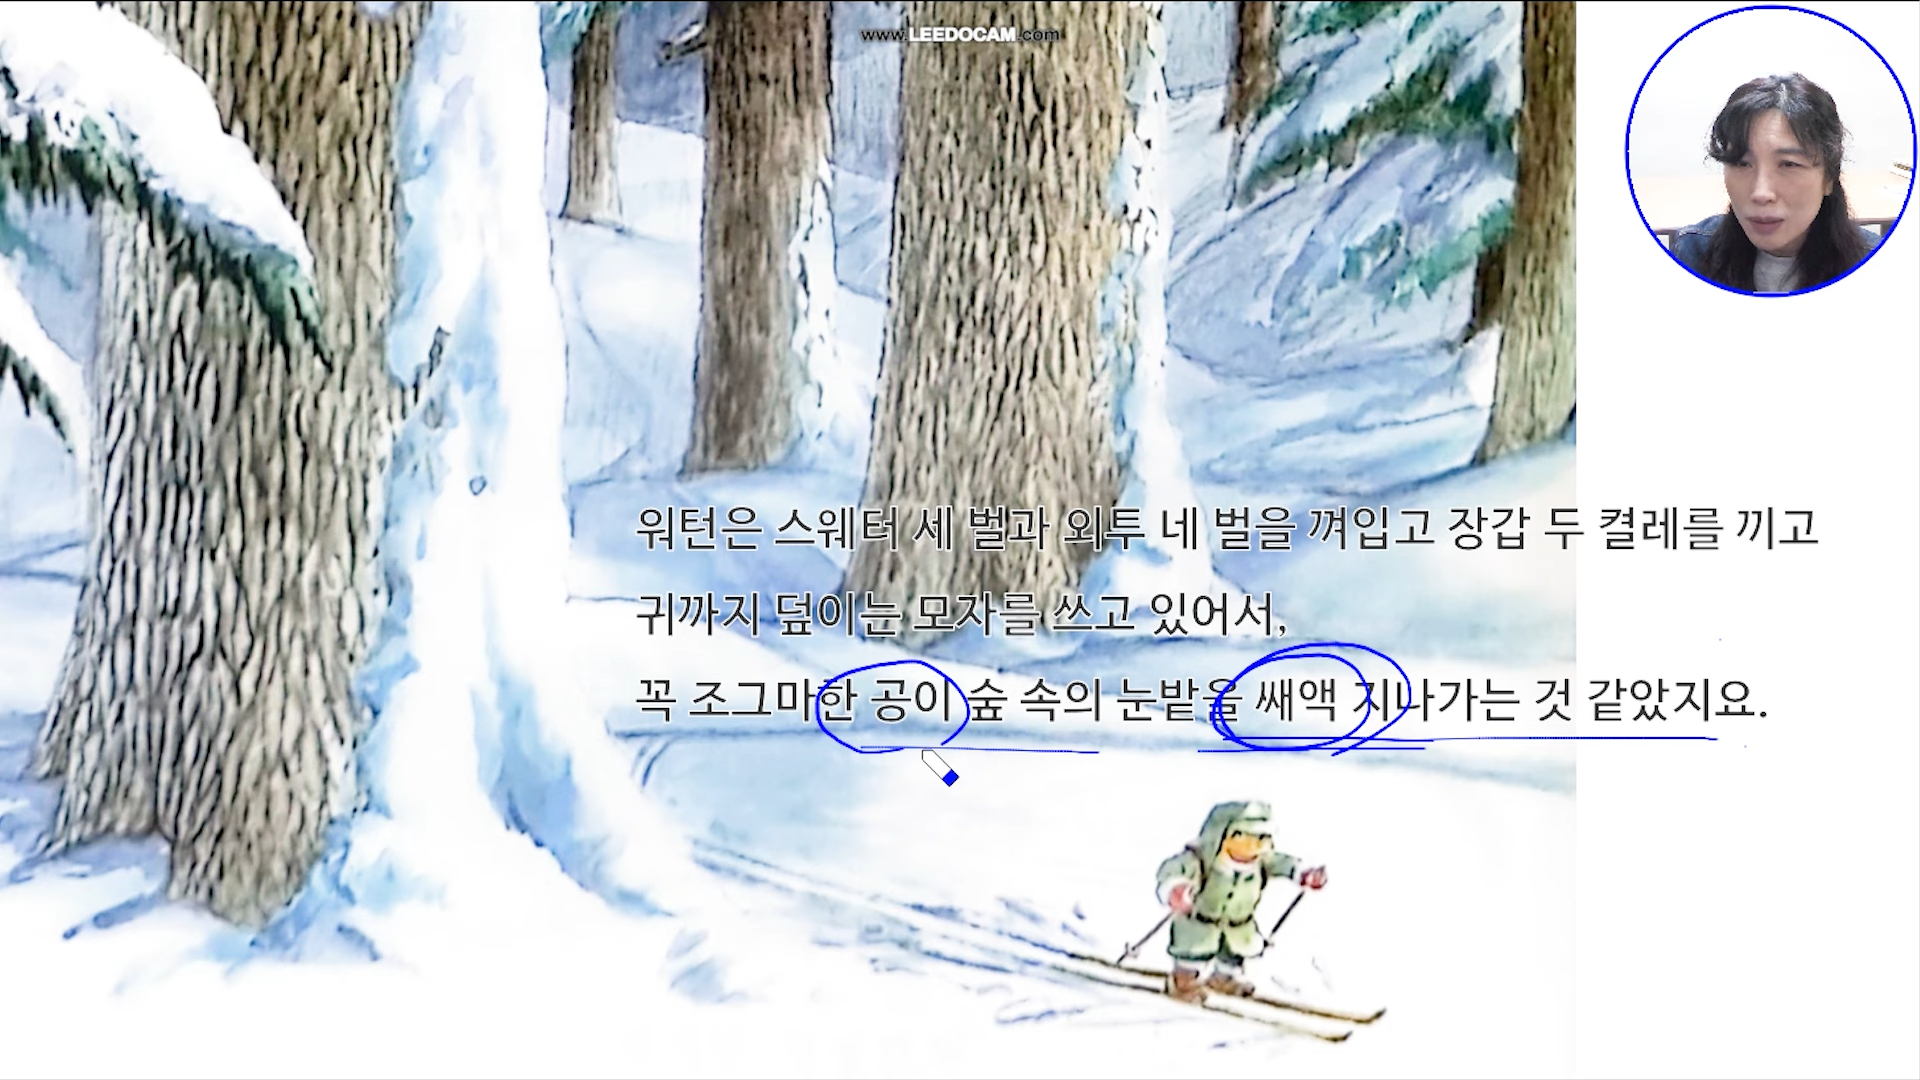 www.LEEDOCAM.com
워턴은 스웨터 세 벌과 외투 네 벌을 껴입고 장갑 두 켤레를 끼고
귀까지 덮이는 모자를 쓰고 있어서,
꼭 조그마한 공이 숲 속의 눈밭을 쌔액 지나가는 것 같았지요.